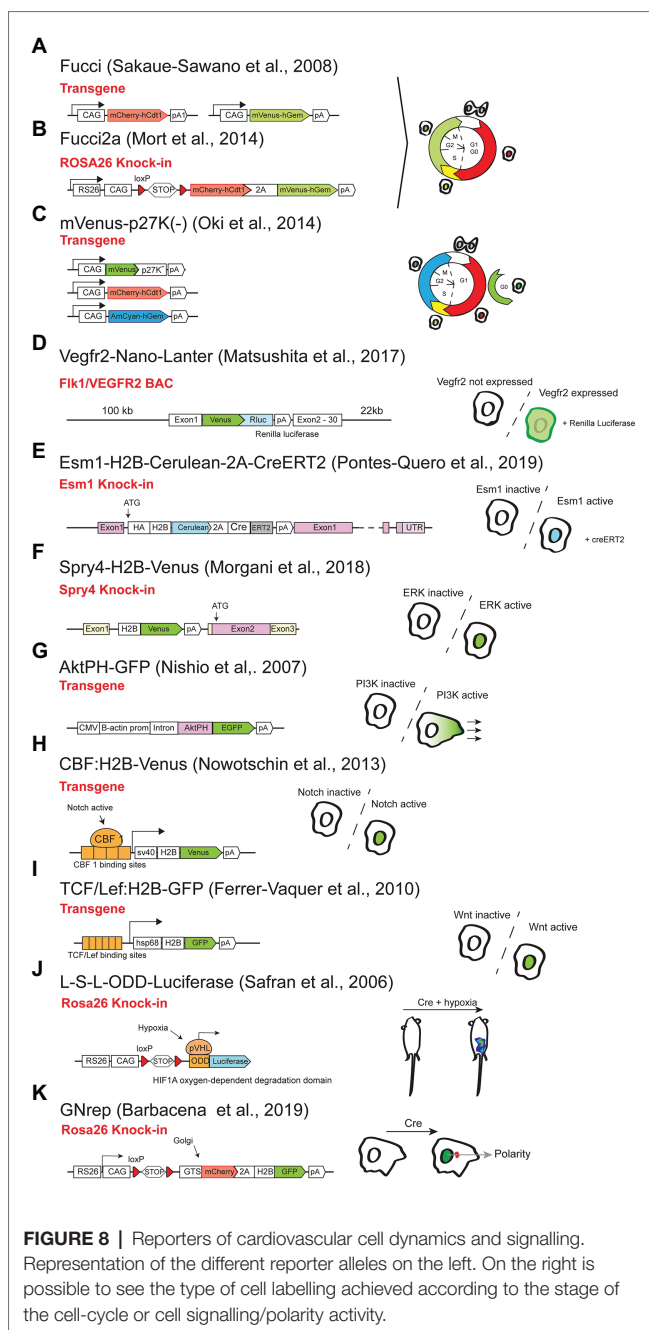 A
Fucci (Sakaue-Sawano et al., 2008)
Transgene
CAG mCherry-hCdt1 pA1 CAG mVenus-hGem pA
M G1 G0 G2 S
B
Fucci2a (Mort et al., 2014)
ROSA26 Knock-in
loxP
RS26 CAG STOP mCherry-hCdt1 2A mVenus-hGem pA
C
mVenus-p27K(-) (Oki et al., 2014)
Transgene
CAG mVenus p27K⁻ pA
CAG mCherry-hCdt1 pA
CAG AmCyan-hGem pA
M G1 G2 S G0
D
Vegfr2-Nano-Lanter (Matsushita et al., 2017)
Flk1/VEGFR2 BAC
100 kb 22kb
Exon1 Venus Rluc pA Exon2 - 30
Renilla luciferase
Vegfr2 not expressed
Vegfr2 expressed
+ Renilla Luciferase
E
Esm1-H2B-Cerulean-2A-CreERT2 (Pontes-Quero et al., 2019)
Esm1 Knock-in
ATG
Exon1 HA H2B Cerulean 2A Cre ERT2 pA Exon1 UTR
Esm1 inactive
Esm1 active
+ creERT2
F
Spry4-H2B-Venus (Morgani et al., 2018)
Spry4 Knock-in
ATG
Exon1 H2B Venus pA Exon2 Exon3
ERK inactive
ERK active
G
AktPH-GFP (Nishio et al,. 2007)
Transgene
CMV B-actin prom Intron AktPH EGFP pA
PI3K inactive
PI3K active
H
CBF:H2B-Venus (Nowotschin et al., 2013)
Transgene
Notch active
CBF
sv40 H2B Venus pA
CBF 1 binding sites
Notch inactive
Notch active
I
TCF/Lef:H2B-GFP (Ferrer-Vaquer et al., 2010)
Transgene
hsp68 H2B GFP pA
TCF/Lef binding sites
Wnt inactive
Wnt active
J
L-S-L-ODD-Luciferase (Safran et al., 2006)
Rosa26 Knock-in
Hypoxia
loxP pVHL
RS26 CAG STOP ODD Luciferase
HIF1A oxygen-dependent degradation domain
Cre + hypoxia
K
GNrep (Barbacena et al., 2019)
Rosa26 Knock-in
Golgi
loxP
RS26 CAG STOP GTS mCherry 2A H2B GFP pA
Cre
Polarity
FIGURE 8 | Reporters of cardiovascular cell dynamics and signalling.
Representation of the different reporter alleles on the left. On the right is
possible to see the type of cell labelling achieved according to the stage of
the cell-cycle or cell signalling/polarity activity.